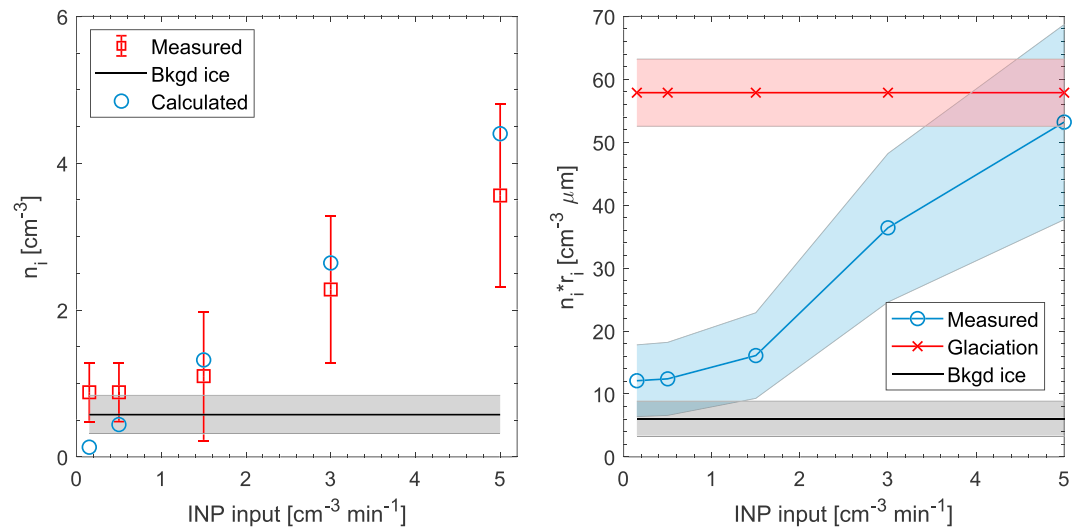 6
4
2
0
n_i [cm^-3]
Measured
Bkgd ice
Calculated
0 1 2 3 4 5
INP input [cm^-3 min^-1]
70
60
50
40
30
20
10
0
n_i*r_i [cm^-3 μm]
Measured
Glaciation
Bkgd ice
0 1 2 3 4 5
INP input [cm^-3 min^-1]